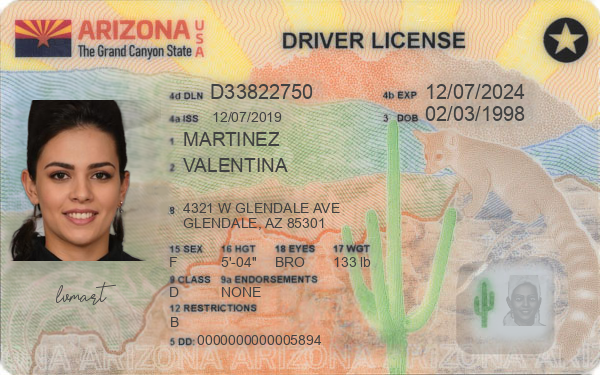 ARIZONA USA
The Grand Canyon State
DRIVER LICENSE
4d DLN D33822750 4b EXP 12/07/2024
4a ISS 12/07/2019 3 DOB 02/03/1998
1 MARTINEZ
2 VALENTINA
8 4321 W GLENDALE AVE
GLENDALE, AZ 85301
15 SEX 16 HGT 18 EYES 17 WGT
F 5'-04" BRO 133 lb
9 CLASS 9a ENDORSEMENTS
D NONE
12 RESTRICTIONS
B
5 DD: 0000000000005894
lvmart
ARIZONA ARIZONA ARIZONA ARIZONA